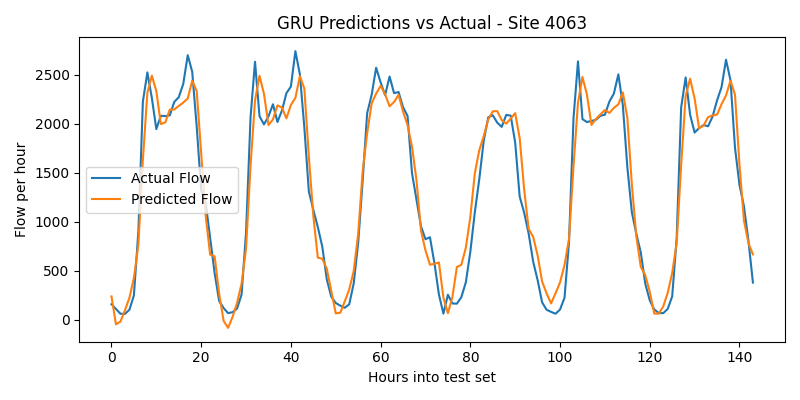 GRU Predictions vs Actual - Site 4063
Flow per hour
2500
2000
1500
1000
500
0
Actual Flow
Predicted Flow
0 20 40 60 80 100 120 140
Hours into test set